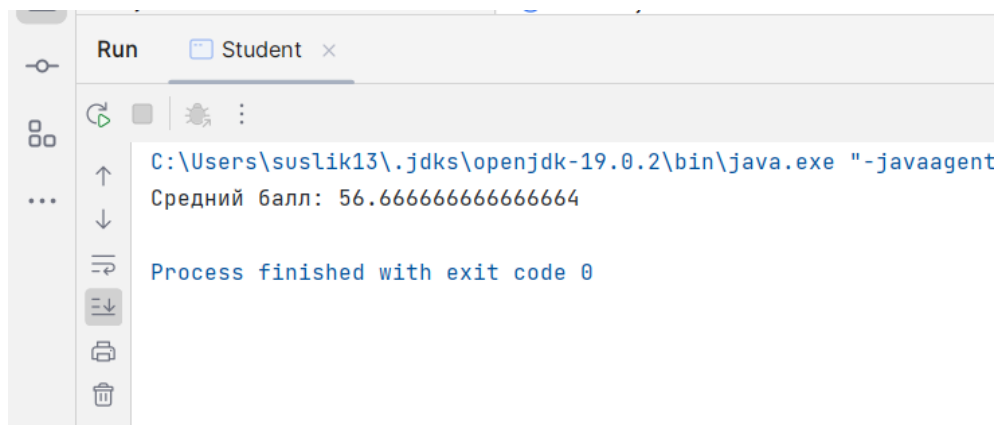 Run Student
C:\Users\suslik13\.jdks\openjdk-19.0.2\bin\java.exe "-javaagent
Средний балл: 56.666666666666664
Process finished with exit code 0